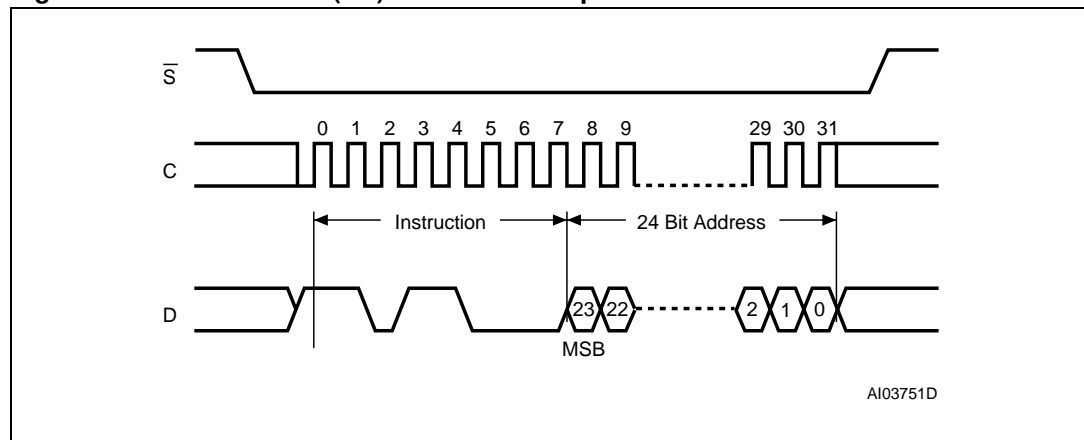 S
0 1 2 3 4 5 6 7 8 9 29 30 31
C
Instruction 24 Bit Address
D 23 22 2 1 0
MSB
AI03751D